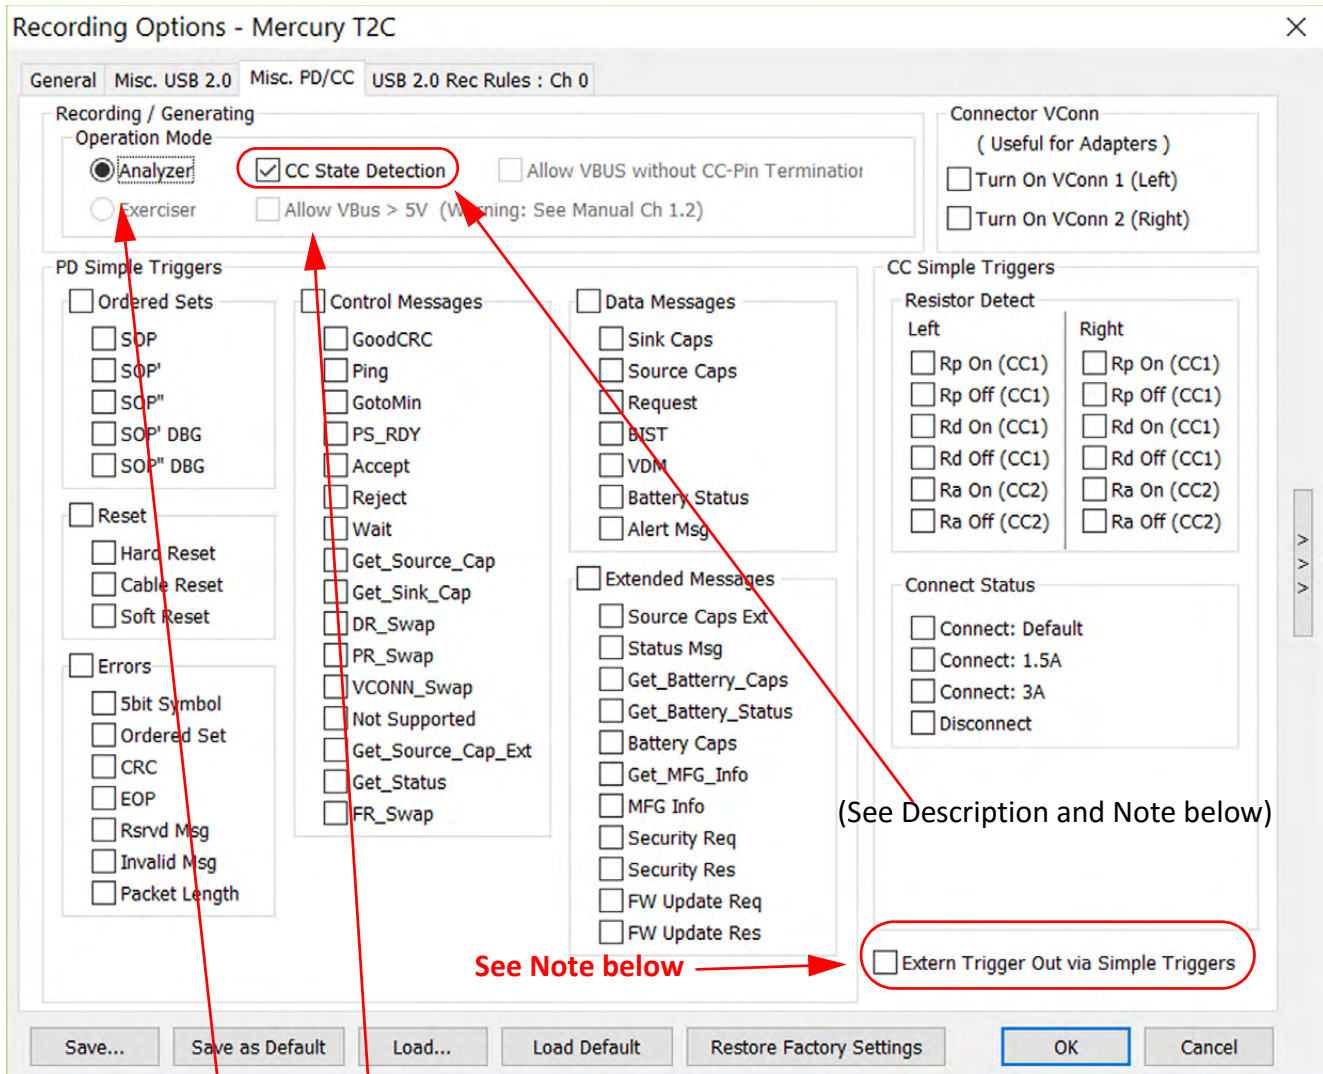 Recording Options - Mercury T2C
General Misc. USB 2.0 Misc. PD/CC USB 2.0 Rec Rules : Ch 0
Recording / Generating
Operation Mode
Analyzer CC State Detection Allow VBUS without CC-Pin Termination
Exerciser Allow VBus > 5V (Warning: See Manual Ch 1.2)
Connector VConn
( Useful for Adapters )
Turn On VConn 1 (Left)
Turn On VConn 2 (Right)
PD Simple Triggers
Ordered Sets
SOP
SOP'
SOP"
SOP' DBG
SOP" DBG
Reset
Hard Reset
Cable Reset
Soft Reset
Errors
5bit Symbol
Ordered Set
CRC
EOP
Rsrvd Msg
Invalid Msg
Packet Length
Control Messages
GoodCRC
Ping
GotoMin
PS_RDY
Accept
Reject
Wait
Get_Source_Cap
Get_Sink_Cap
DR_Swap
PR_Swap
VCONN_Swap
Not Supported
Get_Source_Cap_Ext
Get_Status
FR_Swap
Data Messages
Sink Caps
Source Caps
Request
BIST
VDM
Battery Status
Alert Msg
Extended Messages
Source Caps Ext
Status Msg
Get_Batterry_Caps
Get_Battery_Status
Battery Caps
Get_MFG_Info
MFG Info
Security Req
Security Res
FW Update Req
FW Update Res
CC Simple Triggers
Resistor Detect
Left Right
Rp On (CC1) Rp On (CC1)
Rp Off (CC1) Rp Off (CC1)
Rd On (CC1) Rd On (CC1)
Rd Off (CC1) Rd Off (CC1)
Ra On (CC2) Ra On (CC2)
Ra Off (CC2) Ra Off (CC2)
Connect Status
Connect: Default
Connect: 1.5A
Connect: 3A
Disconnect
(See Description and Note below)
See Note below
Extern Trigger Out via Simple Triggers
>
>
>
Save... Save as Default Load... Load Default Restore Factory Settings OK Cancel